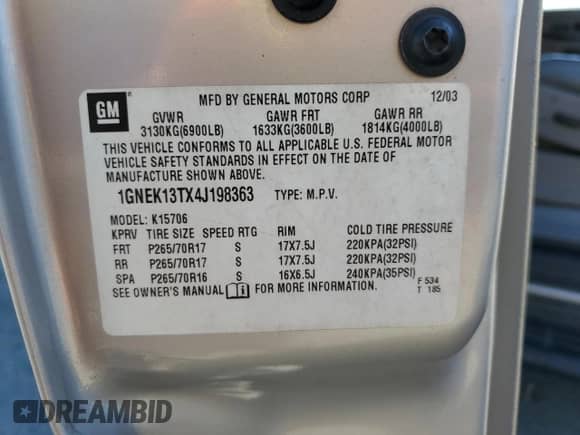 GM
MFD BY GENERAL MOTORS CORP 12/03
GVWR GAWR FRT GAWR RR
3130KG(6900LB) 1633KG(3600LB) 1814KG(4000LB)
THIS VEHICLE CONFORMS TO ALL APPLICABLE U.S. FEDERAL MOTOR
VEHICLE SAFETY STANDARDS IN EFFECT ON THE DATE OF
MANUFACTURE SHOWN ABOVE.
1GNEK13TX4J198363 TYPE: M.P.V.
MODEL: K15706
KPRV TIRE SIZE SPEED RTG RIM COLD TIRE PRESSURE
FRT P265/70R17 S 17X7.5J 220KPA(32PSI)
RR P265/70R17 S 17X7.5J 220KPA(32PSI)
SPA P265/70R16 S 16X6.5J 240KPA(35PSI)
SEE OWNER'S MANUAL FOR MORE INFORMATION.
F 534
T 185
DREAMBID